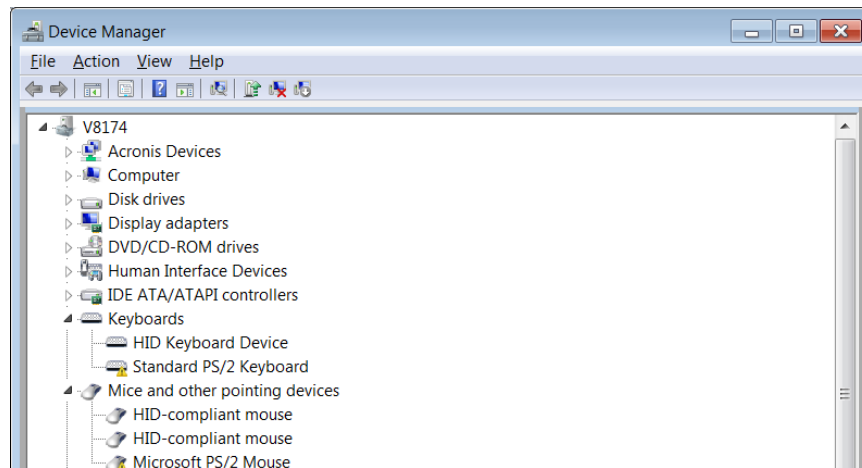 Device Manager
File Action View Help
V8174
Acronis Devices
Computer
Disk drives
Display adapters
DVD/CD-ROM drives
Human Interface Devices
IDE ATA/ATAPI controllers
Keyboards
HID Keyboard Device
Standard PS/2 Keyboard
Mice and other pointing devices
HID-compliant mouse
HID-compliant mouse
Microsoft PS/2 Mouse